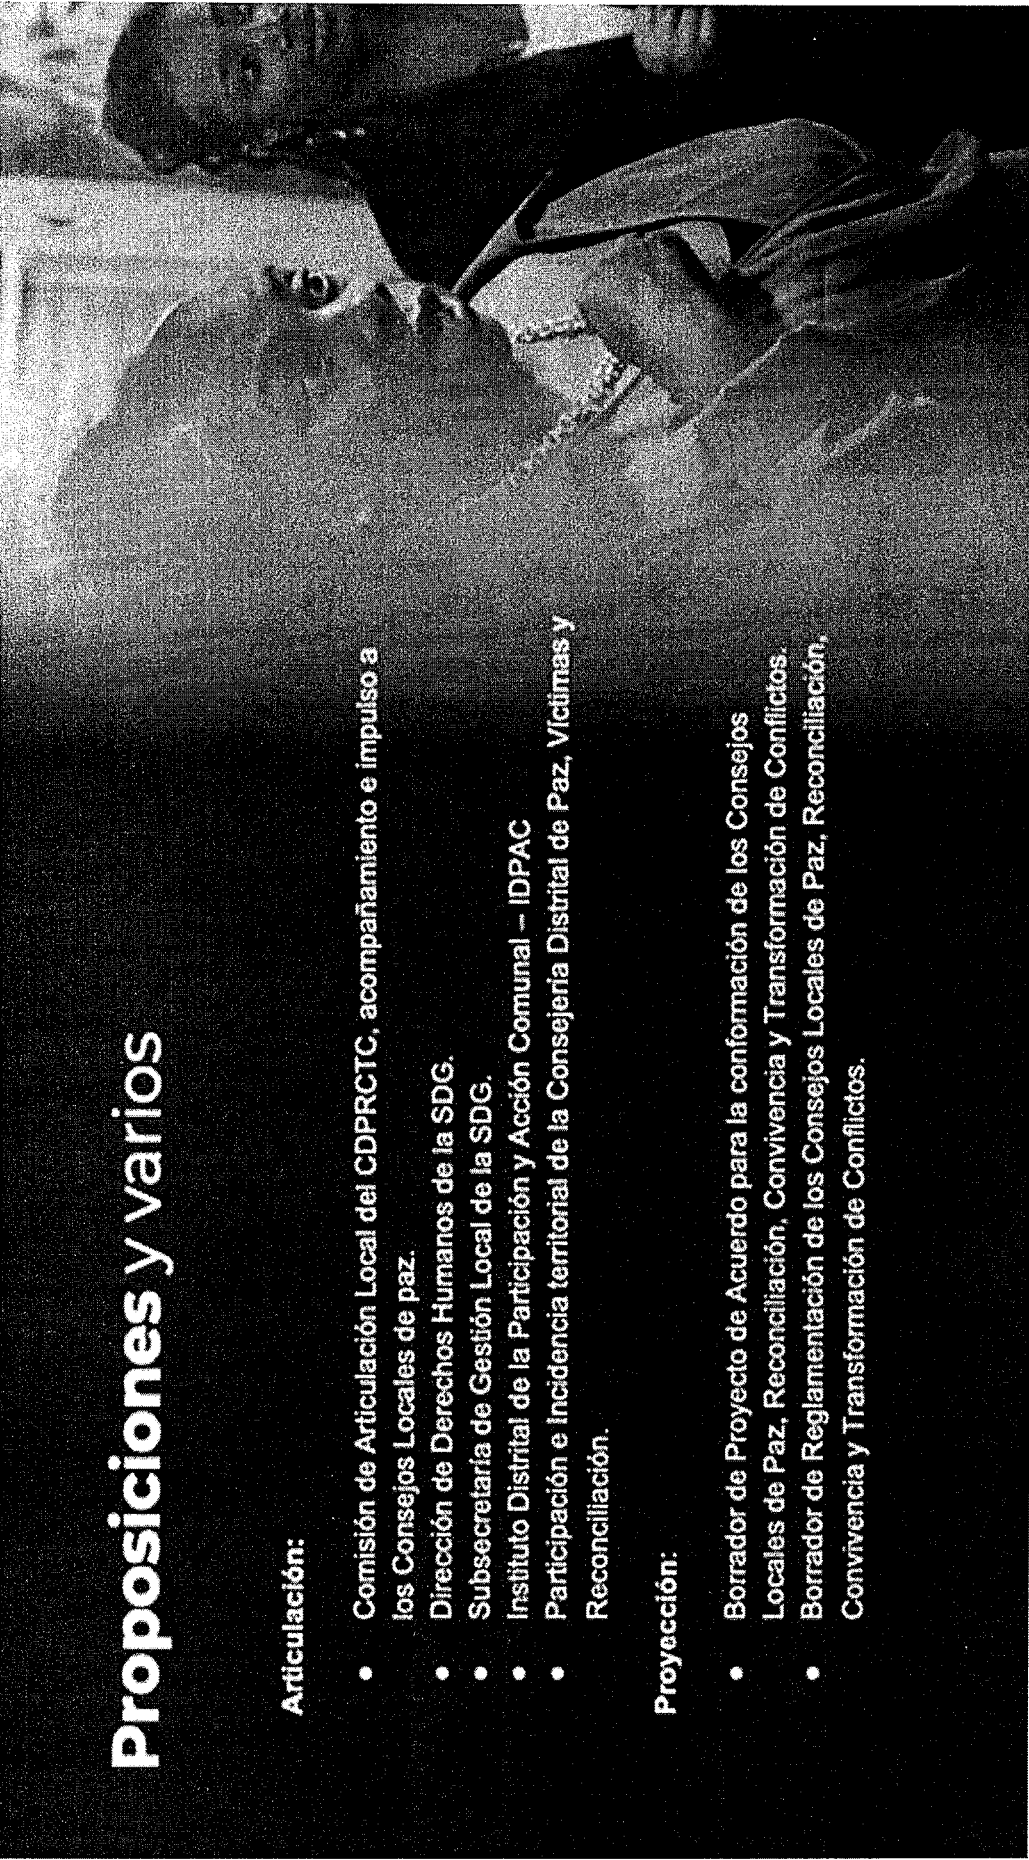 Proposiciones y varios
Articulación:
• Comisión de Articulación Local del CDPRCTC, acompañamiento e impulso a
los Consejos Locales de paz.
• Dirección de Derechos Humanos de la SDG.
• Subsecretaría de Gestión Local de la SDG.
• Instituto Distrital de la Participación y Acción Comunal – IDPAC
• Participación e Incidencia territorial de la Consejería Distrital de Paz, Víctimas y
Reconciliación.
Proyección:
• Borrador de Proyecto de Acuerdo para la conformación de los Consejos
Locales de Paz, Reconciliación, Convivencia y Transformación de Conflictos.
• Borrador de Reglamentación de los Consejos Locales de Paz, Reconciliación,
Convivencia y Transformación de Conflictos.